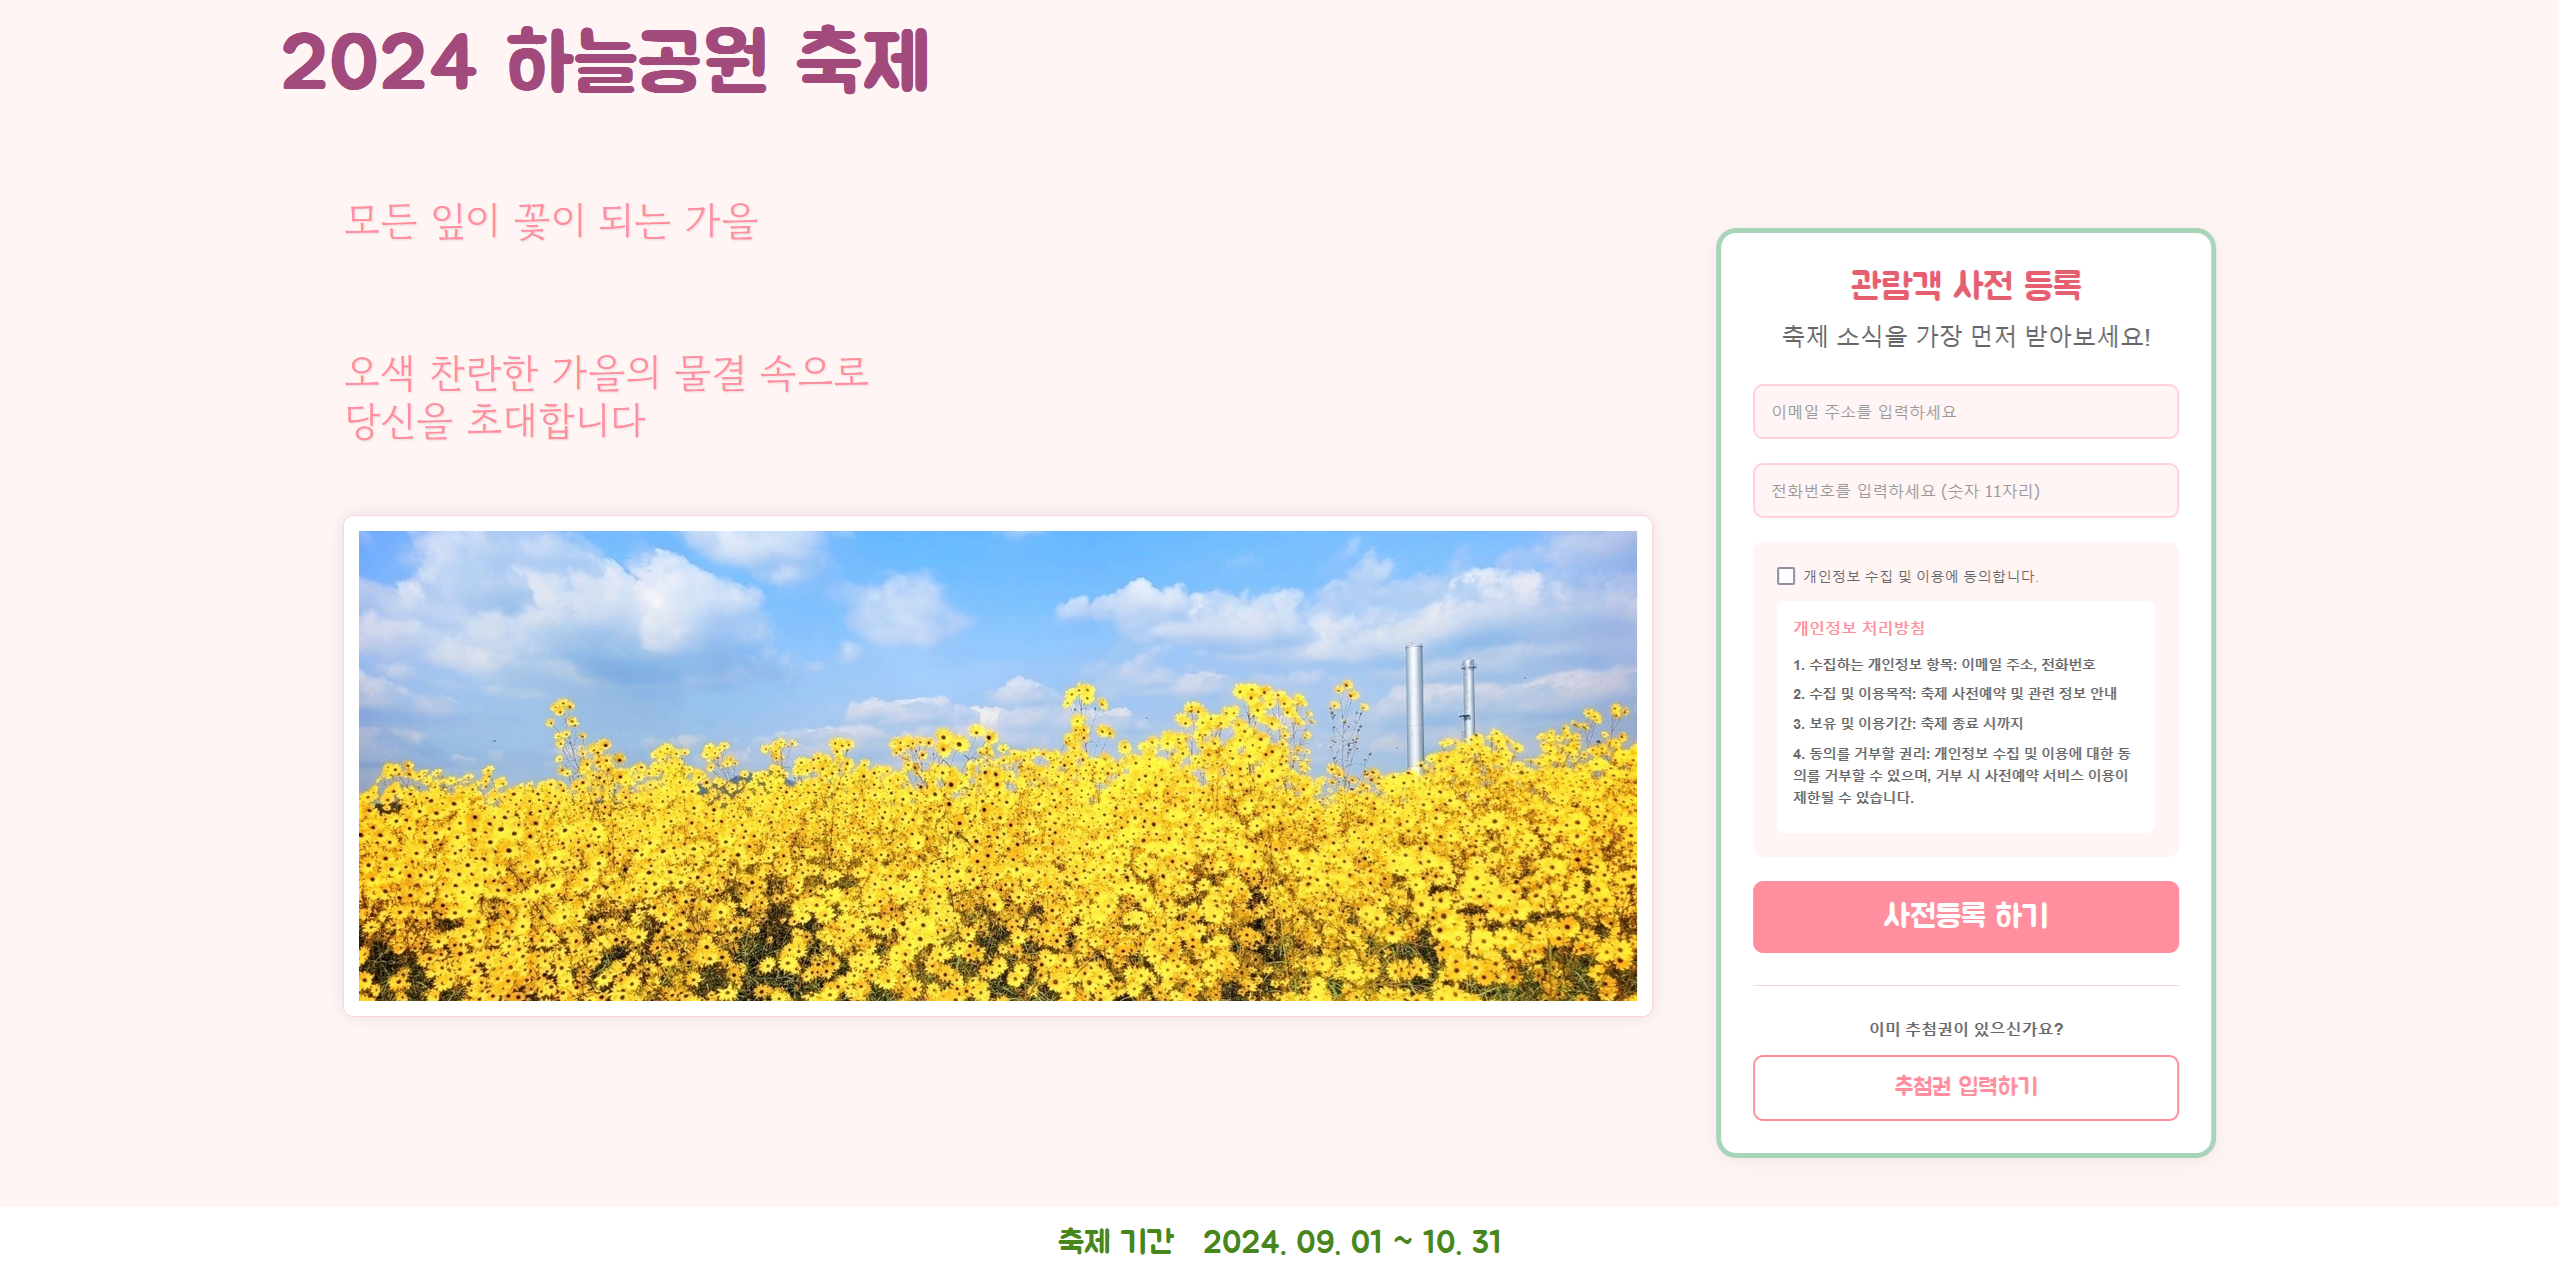 2024 하늘공원 축제
모든 잎이 꽃이 되는 가을
오색 찬란한 가을의 물결 속으로
당신을 초대합니다
관람객 사전 등록
축제 소식을 가장 먼저 받아보세요!
이메일 주소를 입력하세요
전화번호를 입력하세요 (숫자 11자리)
개인정보 수집 및 이용에 동의합니다.
개인정보 처리방침
1. 수집하는 개인정보 항목: 이메일 주소, 전화번호
2. 수집 및 이용목적: 축제 사전예약 및 관련 정보 안내
3. 보유 및 이용기간: 축제 종료 시까지
4. 동의를 거부할 권리: 개인정보 수집 및 이용에 대한 동
의를 거부할 수 있으며, 거부 시 사전예약 서비스 이용이
제한될 수 있습니다.
사전등록 하기
이미 추첨권이 있으신가요?
추첨권 입력하기
축제 기간 2024. 09. 01 ~ 10. 31